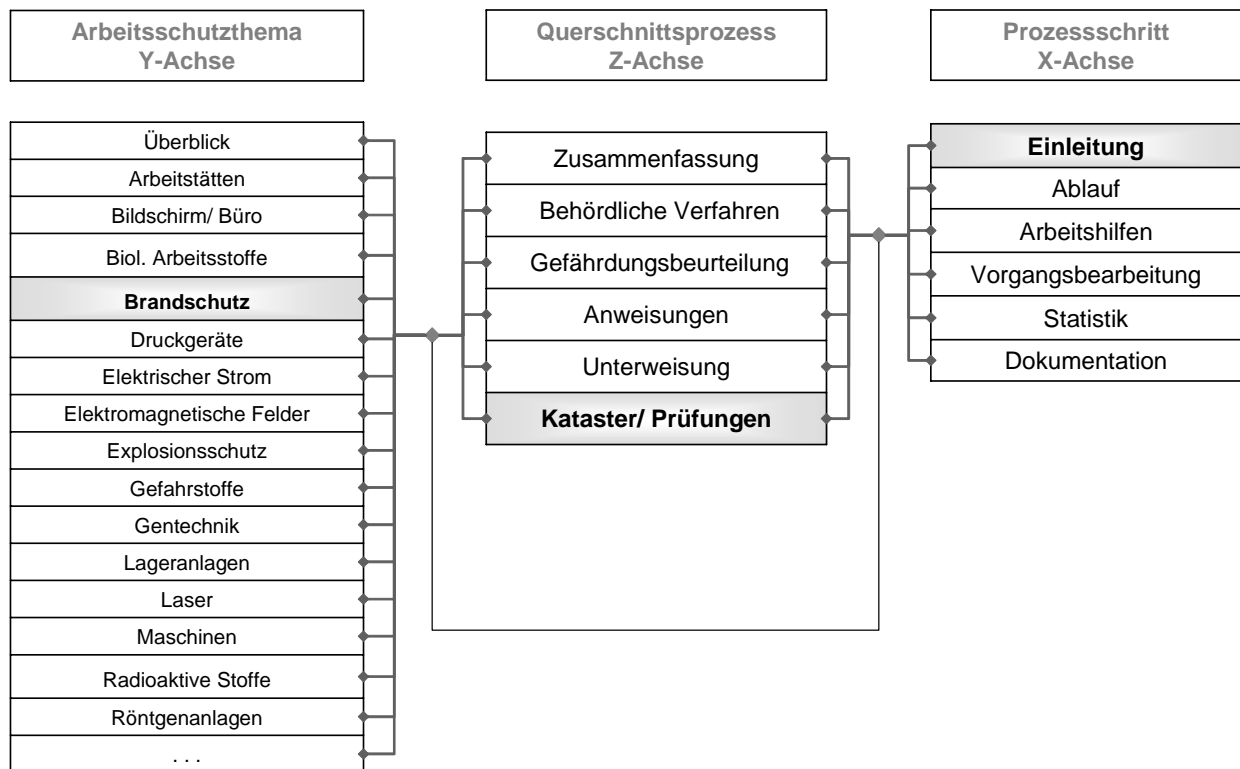 Arbeitsschutzthema
Y-Achse
Überblick
Arbeitstätten
Bildschirm/ Büro
Biol. Arbeitsstoffe
Brandschutz
Druckgeräte
Elektrischer Strom
Elektromagnetische Felder
Explosionsschutz
Gefahrstoffe
Gentechnik
Lageranlagen
Laser
Maschinen
Radioaktive Stoffe
Röntgenanlagen
. . .
Querschnittsprozess
Z-Achse
Zusammenfassung
Behördliche Verfahren
Gefährdungsbeurteilung
Anweisungen
Unterweisung
Kataster/ Prüfungen
Prozessschritt
X-Achse
Einleitung
Ablauf
Arbeitshilfen
Vorgangsbearbeitung
Statistik
Dokumentation